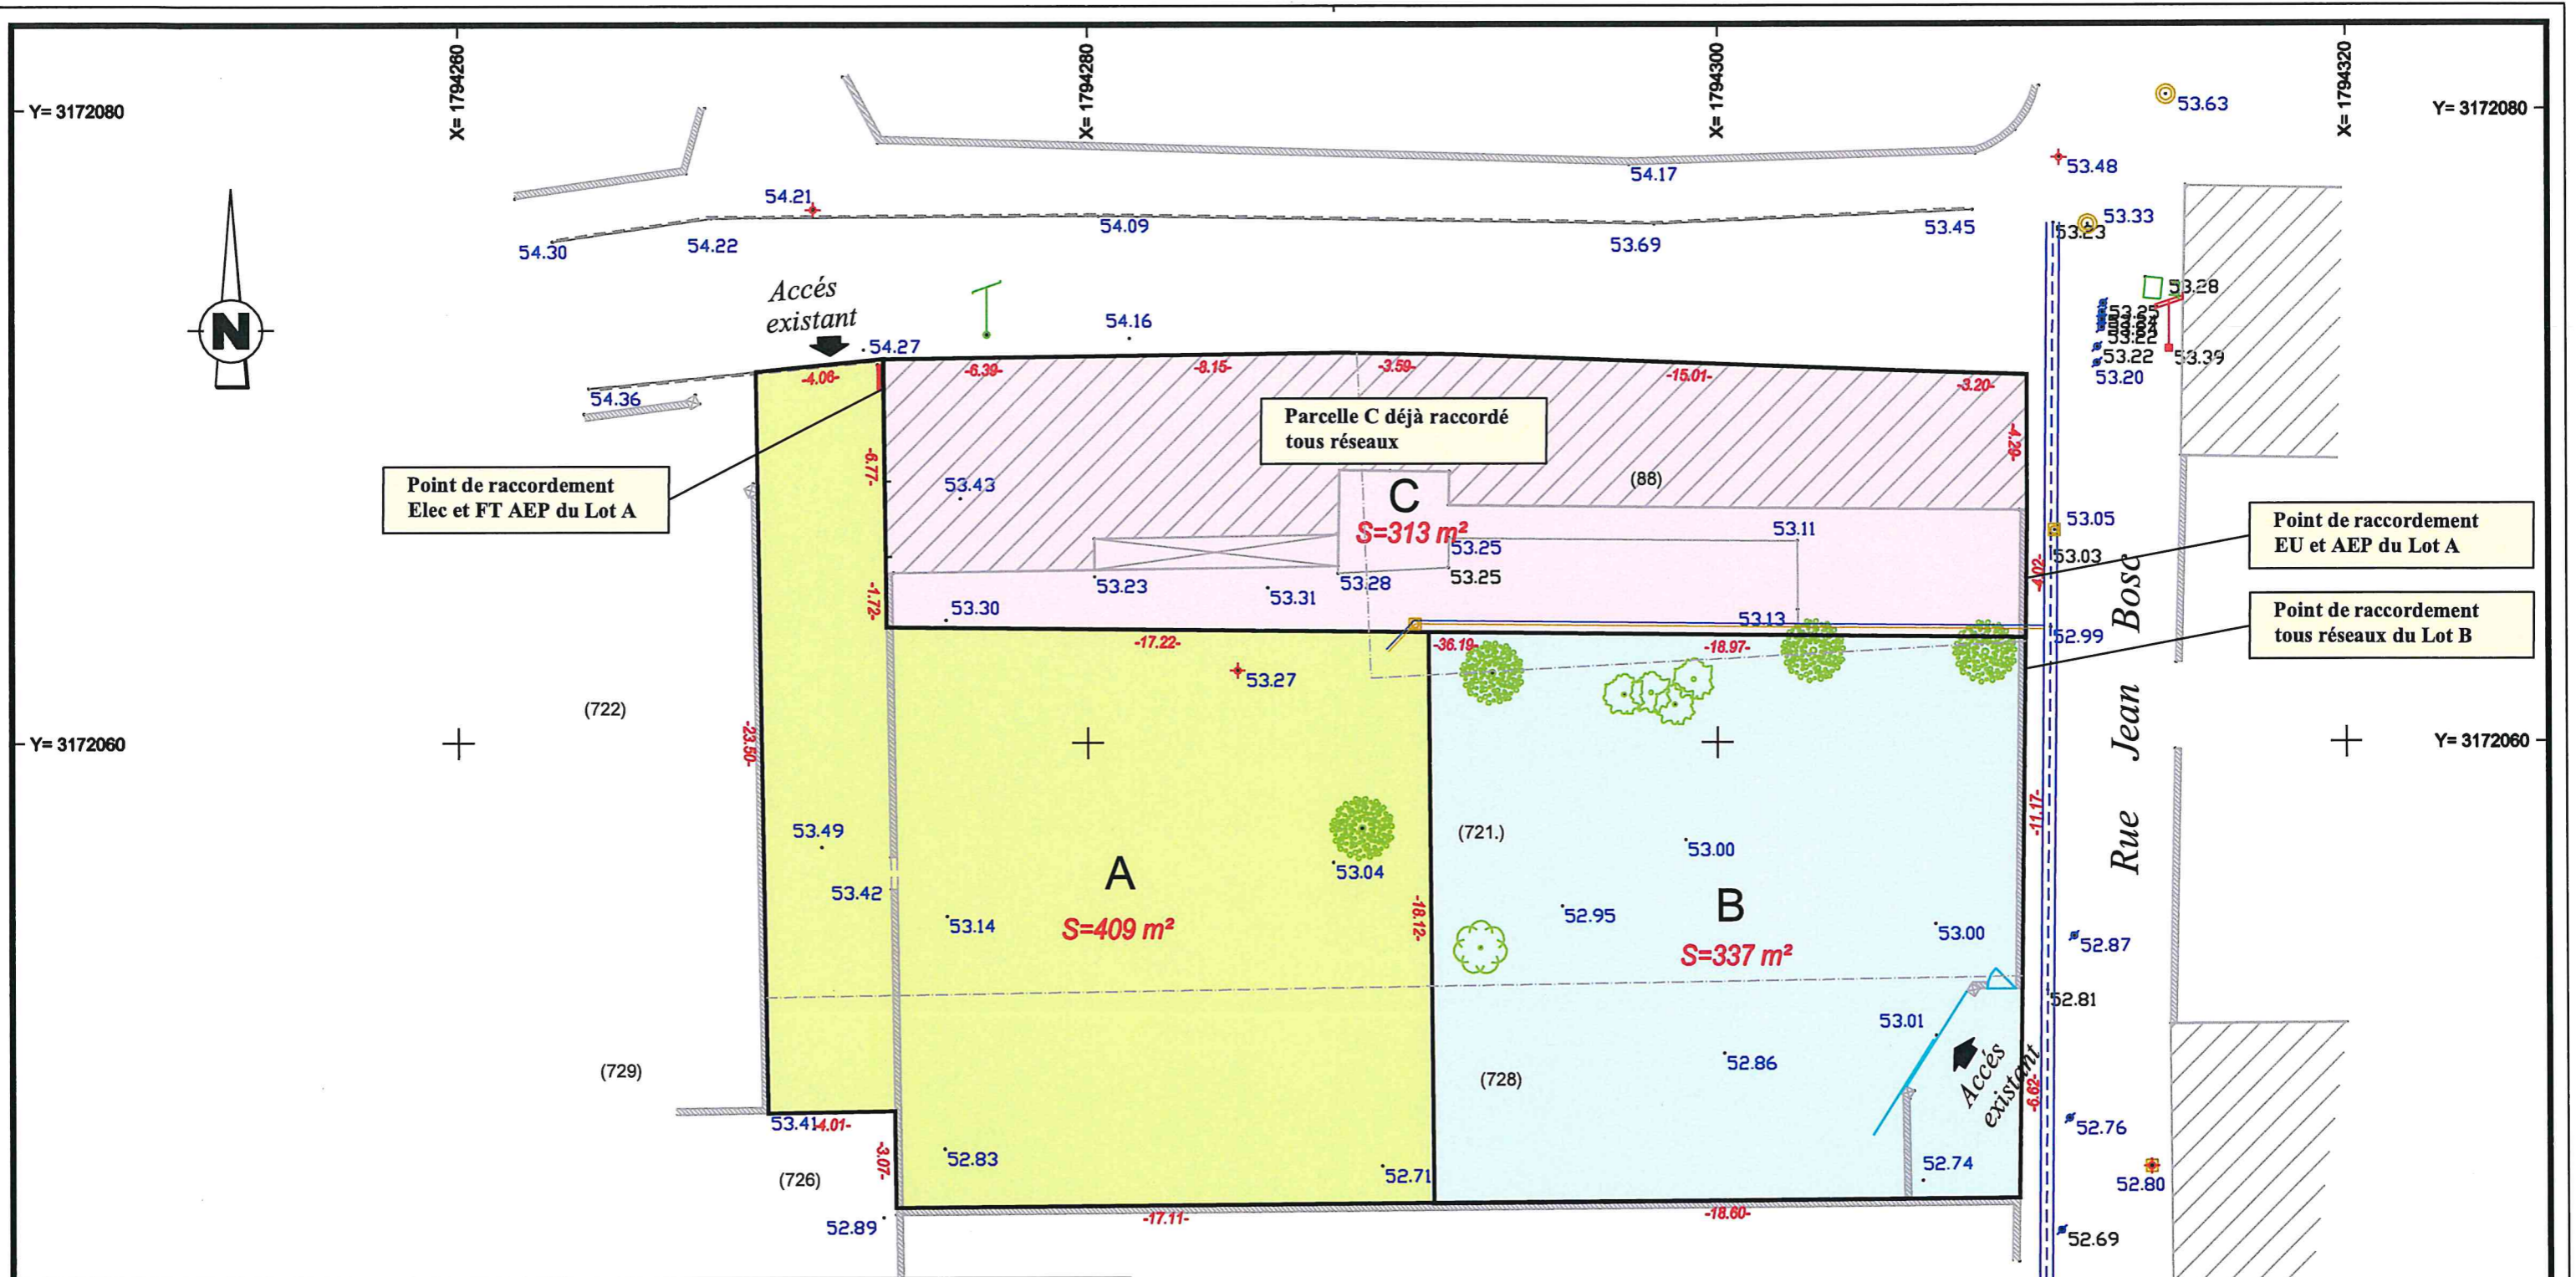 X= 1794260
X= 1794280
X= 1794300
X= 1794320
Y= 3172080
Y= 3172080
53.63
53.48
54.17
54.21
54.09
53.33
53.23
54.30
54.22
53.69
53.45
53.28
Accés
existant
54.16
54.27
53.22
53.22
53.39
53.20
N
-4.06-
-6.39-
-8.15-
-3.59-
-15.01-
-3.20-
54.36
Parcelle C déjà raccordé
tous réseaux
-4.29-
-6.77-
Point de raccordement
Elec et FT AEP du Lot A
53.43
(88)
C
S=313 m²
53.11
53.05
Point de raccordement
EU et AEP du Lot A
53.25
53.03
53.23
53.28
53.25
-4.02-
53.31
-1.72-
53.30
53.13
Point de raccordement
tous réseaux du Lot B
52.99
-17.22-
-36.19-
-18.97-
53.27
(722)
-23.50-
Y= 3172060
Y= 3172060
Rue Jean Bosc
-11.17-
53.49
(721.)
53.00
A
53.04
53.42
B
53.14
-18.12-
52.95
53.00
S=409 m²
S=337 m²
52.87
52.81
53.01
(729)
(728)
52.86
Accés
existant
-6.62-
53.41
-4.01-
52.76
-3.07-
52.83
52.71
52.74
(726)
52.80
-17.11-
-18.60-
52.89
52.69